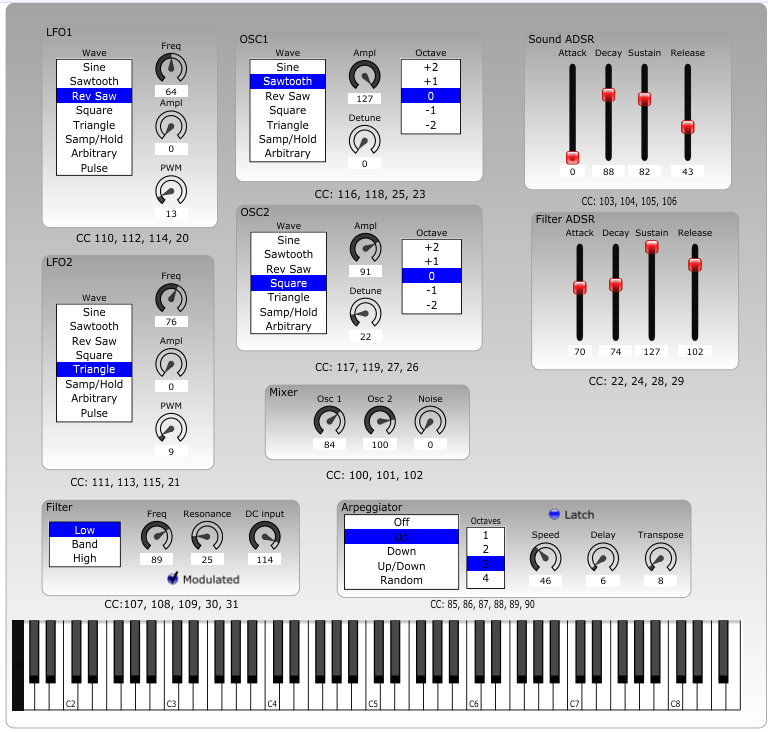 LFO1
Wave
Sine
Sawtooth
Rev Saw
Square
Triangle
Samp/Hold
Arbitrary
Pulse
Freq
64
Ampl
0
PWM
13
CC 110, 112, 114, 20
OSC1
Wave
Sine
Sawtooth
Rev Saw
Square
Triangle
Samp/Hold
Arbitrary
Ampl
127
Detune
0
Octave
+2
+1
0
-1
-2
CC: 116, 118, 25, 23
Sound ADSR
Attack Decay Sustain Release
0 88 82 43
CC: 103, 104, 105, 106
LFO2
Wave
Sine
Sawtooth
Rev Saw
Square
Triangle
Samp/Hold
Arbitrary
Pulse
Freq
76
Ampl
0
PWM
9
CC: 111, 113, 115, 21
OSC2
Wave
Sine
Sawtooth
Rev Saw
Square
Triangle
Samp/Hold
Arbitrary
Ampl
91
Detune
22
Octave
+2
+1
0
-1
-2
CC: 117, 119, 27, 26
Filter ADSR
Attack Decay Sustain Release
70 74 127 102
CC: 22, 24, 28, 29
Mixer
Osc 1 Osc 2 Noise
84 100 0
CC: 100, 101, 102
Filter
Low
Band
High
Freq Resonance DC input
89 25 114
Modulated
CC:107, 108, 109, 30, 31
Arpeggiator
Off
Up
Down
Up/Down
Random
Octaves
1
2
3
4
Latch
Speed Delay Transpose
46 6 8
CC: 85, 86, 87, 88, 89, 90
C2 C3 C4 C5 C6 C7 C8